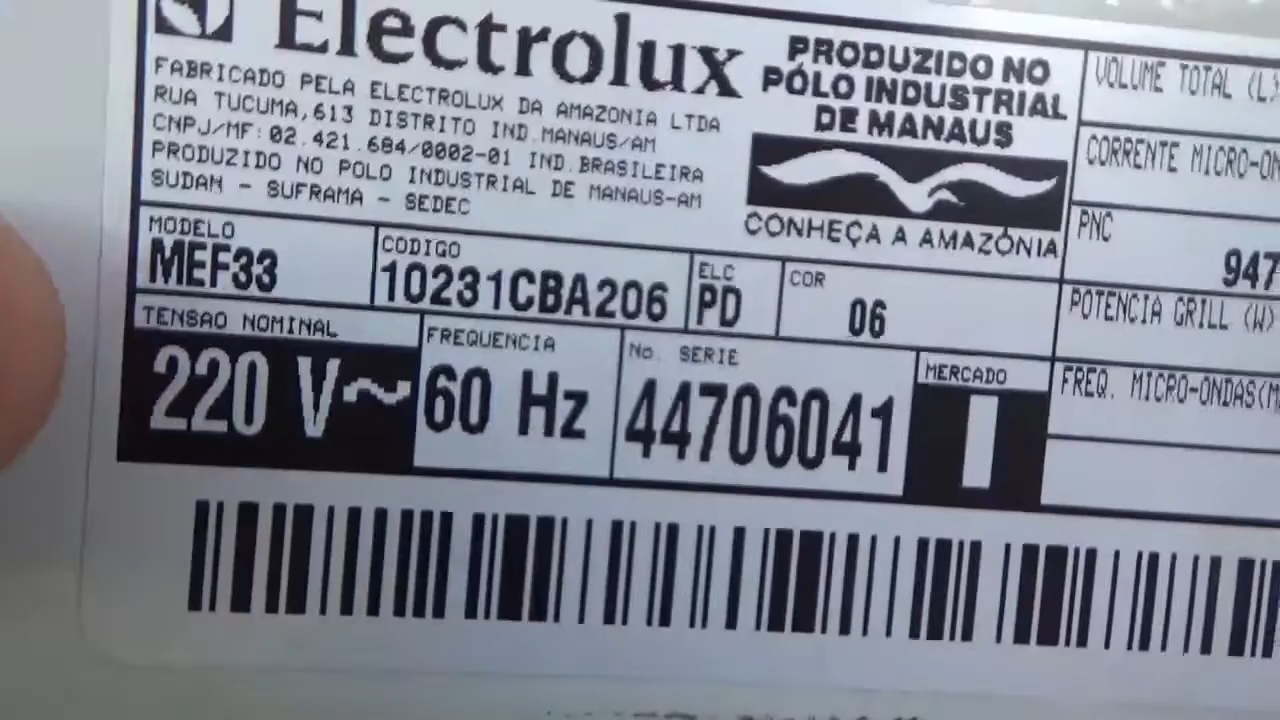 Electrolux
FABRICADO PELA ELECTROLUX DA AMAZONIA LTDA
RUA TUCUMA,613 DISTRITO IND.MANAUS/AM
CNPJ/MF:02.421.684/0002-01 IND.BRASILEIRA
PRODUZIDO NO POLO INDUSTRIAL DE MANAUS-AM
SUDAM - SUFRAMA - SEDEC
PRODUZIDO NO
PÓLO INDUSTRIAL
DE MANAUS
CONHEÇA A AMAZÔNIA
VOLUME TOTAL (L)
CORRENTE MICRO-ON
PNC
947
POTENCIA GRILL (W)
FREQ. MICRO-ONDAS(M
MODELO
MEF33
CODIGO
10231CBA206
ELC
PD
COR
06
TENSAO NOMINAL
220 V~
FREQUENCIA
60 Hz
No. SERIE
44706041
MERCADO
I